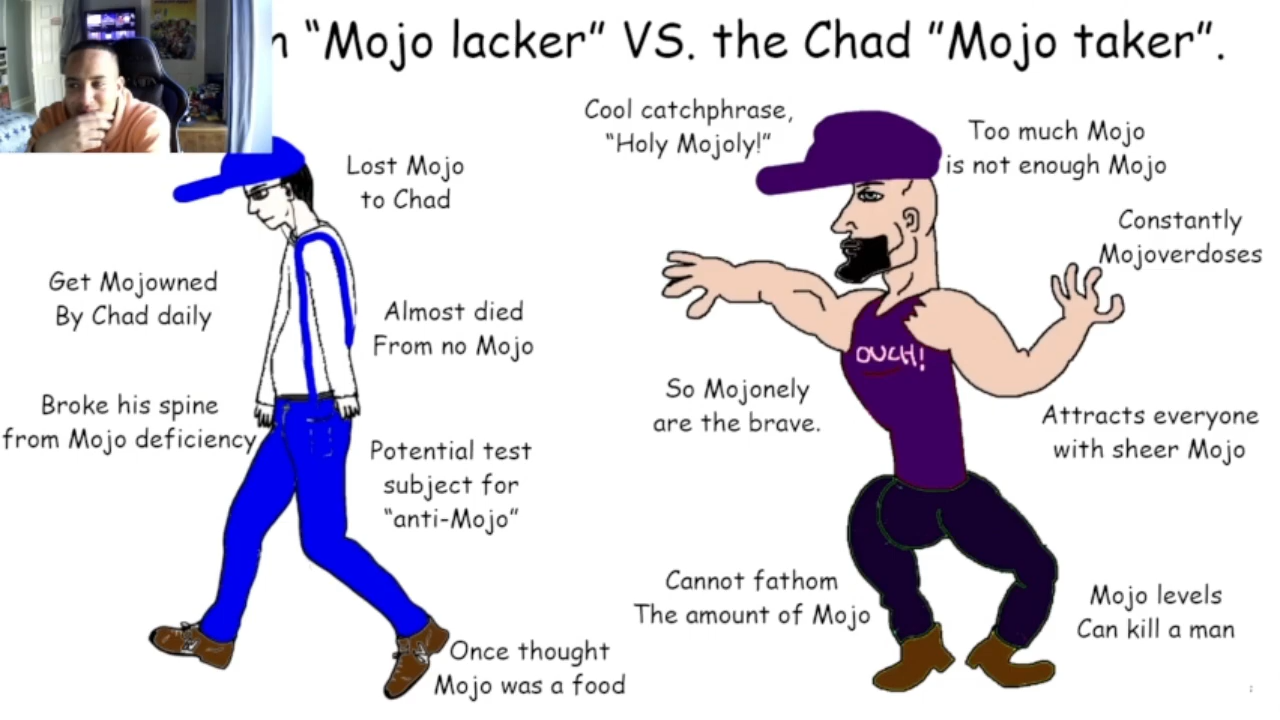 "Mojo lacker" VS. the Chad "Mojo taker".
Lost Mojo
to Chad
Get Mojowned
By Chad daily
Almost died
From no Mojo
Broke his spine
from Mojo deficiency
Potential test
subject for
"anti-Mojo"
Once thought
Mojo was a food
Cool catchphrase,
"Holy Mojoly!"
Too much Mojo
is not enough Mojo
Constantly
Mojoverdoses
OUCH!
So Mojonely
are the brave.
Attracts everyone
with sheer Mojo
Cannot fathom
The amount of Mojo
Mojo levels
Can kill a man